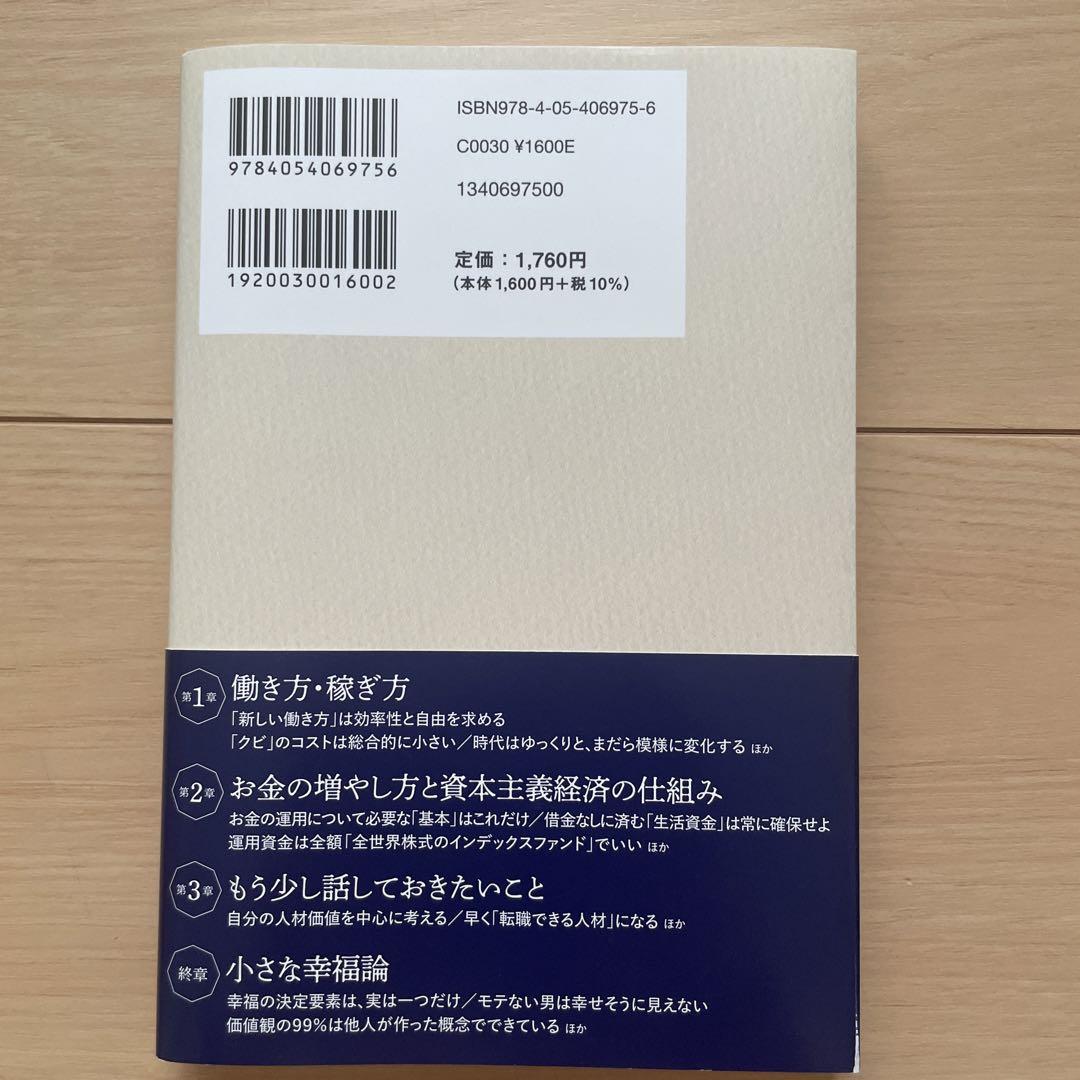 ISBN978-4-05-406975-6
9784054069756
C0030 ¥1600E
1340697500
1920030016002
定価：1,760円
（本体1,600円＋税10%）
第1章 働き方・稼ぎ方
「新しい働き方」は効率性と自由を求める
「クビ」のコストは総合的に小さい／時代はゆっくりと、まだら模様に変化する ほか
第2章 お金の増やし方と資本主義経済の仕組み
お金の運用について必要な「基本」はこれだけ／借金なしに済む「生活資金」は常に確保せよ
運用資金は全額「全世界株式のインデックスファンド」でいい ほか
第3章 もう少し話しておきたいこと
自分の人材価値を中心に考える／早く「転職できる人材」になる ほか
終章 小さな幸福論
幸福の決定要素は、実は一つだけ／モテない男は幸せそうに見えない
価値観の99%は他人が作った概念でできている ほか